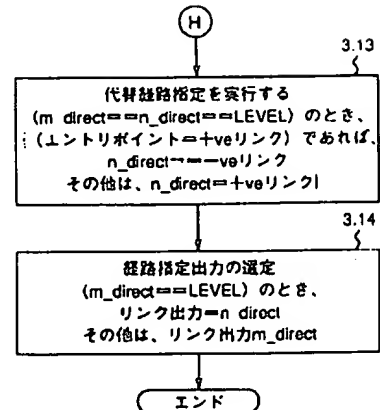 H
3.13
代替経路指定を実行する
(m direct==n_direct==LEVEL) のとき、
{(エントリポイント=+veリンク) であれば、
n_direct=-veリンク
その他は、n_direct=+veリンク}
3.14
経路指定出力の選定
(m_direct==LEVEL) のとき、
リンク出力=n direct
その他は、リンク出力m_direct
エンド